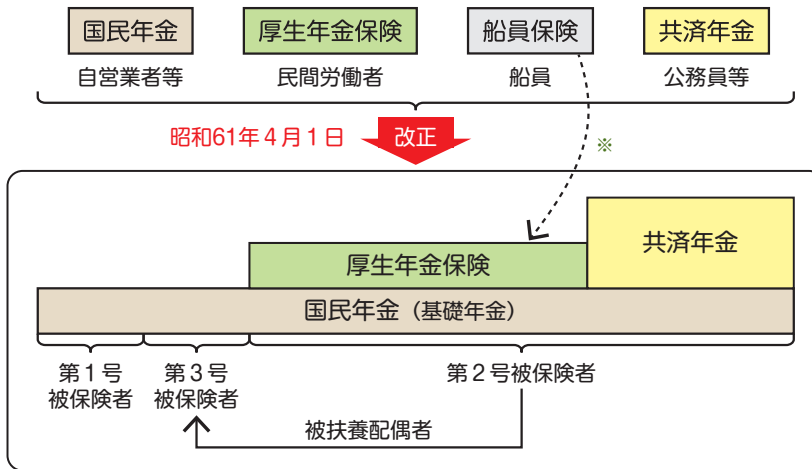 国民年金 厚生年金保険 船員保険 共済年金
自営業者等 民間労働者 船員 公務員等
昭和61年4月1日 改正 ※
共済年金
厚生年金保険
国民年金（基礎年金）
第1号 第3号 第2号被保険者
被保険者 被保険者
被扶養配偶者